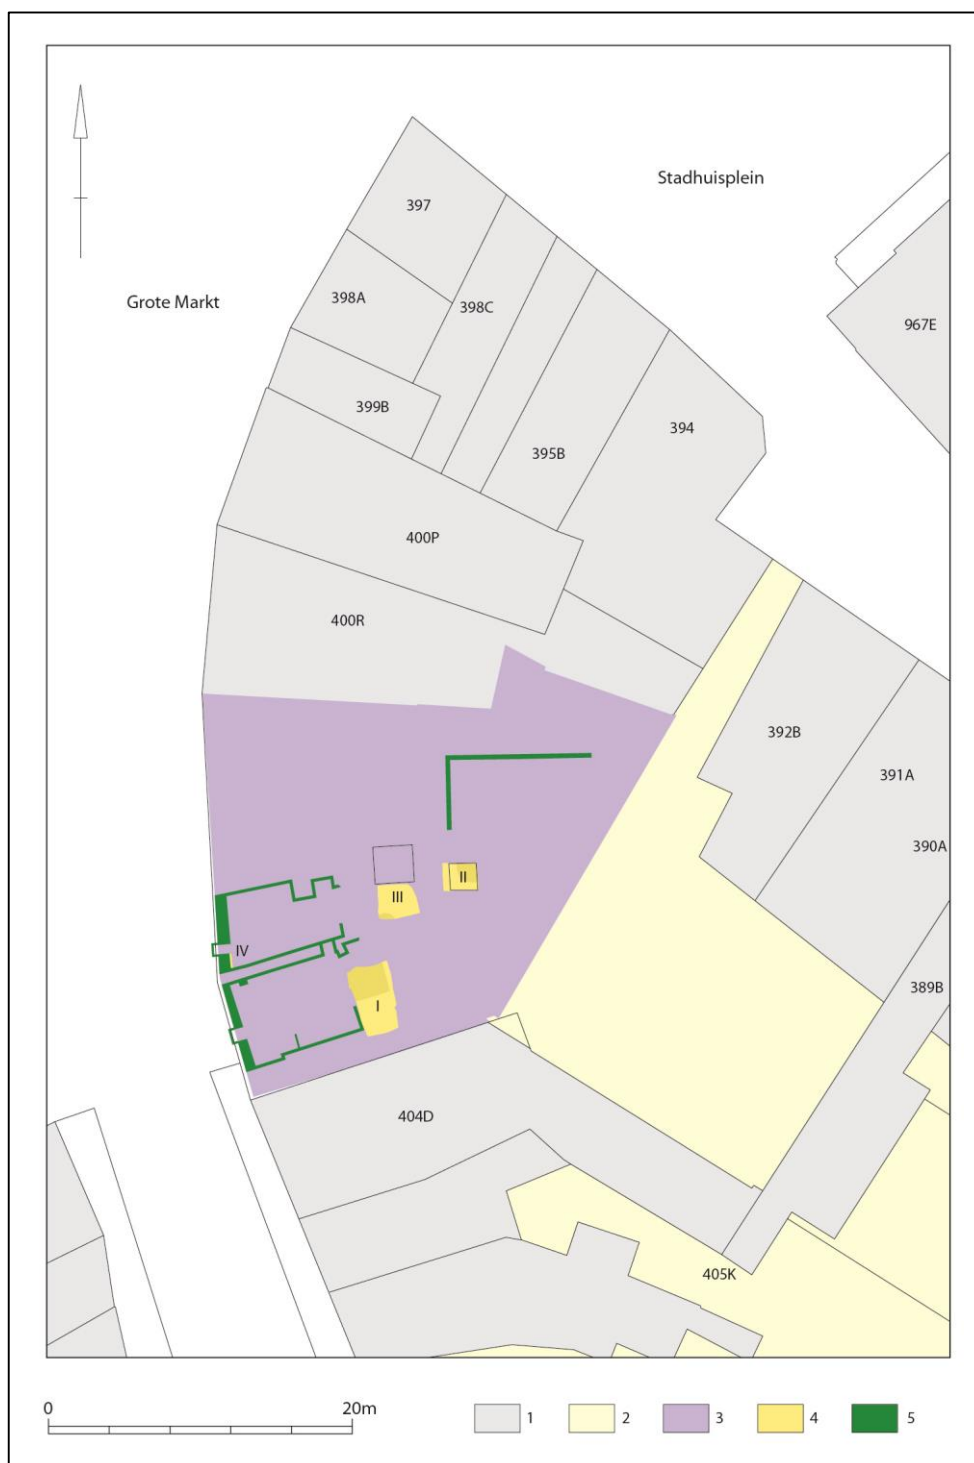 Stadhuisplein
397
Grote Markt
398A
398C
967E
399B
395B
394
400P
400R
392B
391A
390A
II
III
IV
I
389B
404D
405K
0 20m
1 2 3 4 5